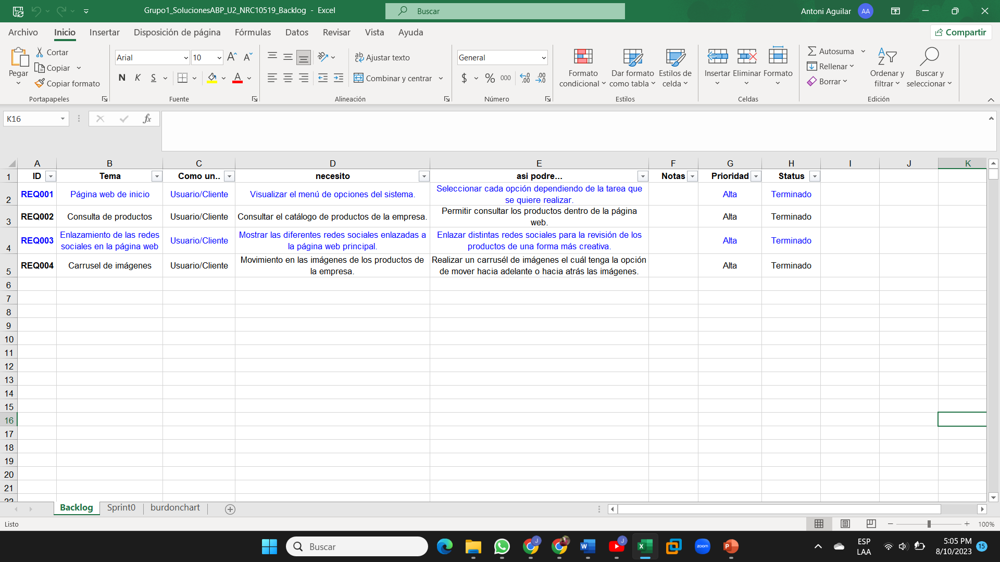 Grupo1_SolucionesABP_U2_NRC10519_Backlog - Excel
Buscar
Antoni Aguilar AA
Archivo Inicio Insertar Disposición de página Fórmulas Datos Revisar Vista Ayuda
Compartir
Pegar
Cortar
Copiar
Copiar formato
Portapapeles
Arial 10
N K S
Fuente
Ajustar texto
Combinar y centrar
Alineación
General
$ % 000
Número
Formato condicional
Dar formato como tabla
Estilos de celda
Estilos
Insertar Eliminar Formato
Celdas
Autosuma
Rellenar
Borrar
Ordenar y filtrar
Buscar y seleccionar
Edición
K16
fx
A B C D E F G H I J K
1 ID Tema Como un.. necesito asi podre... Notas Prioridad Status
2 REQ001 Página web de inicio Usuario/Cliente Visualizar el menú de opciones del sistema. Seleccionar cada opción dependiendo de la tarea que se quiere realizar. Alta Terminado
3 REQ002 Consulta de productos Usuario/Cliente Consultar el catálogo de productos de la empresa. Permitir consultar los productos dentro de la página web. Alta Terminado
4 REQ003 Enlazamiento de las redes sociales en la página web Usuario/Cliente Mostrar las diferentes redes sociales enlazadas a la página web principal. Enlazar distintas redes sociales para la revisión de los productos de una forma más creativa. Alta Terminado
5 REQ004 Carrusel de imágenes Usuario/Cliente Movimiento en las imágenes de los productos de la empresa. Realizar un carrusél de imágenes el cuál tenga la opción de mover hacia adelante o hacia atrás las imágenes. Alta Terminado
6
7
8
9
10
11
12
13
14
15
16
17
18
19
20
21
22
Backlog Sprint0 burdonchart
Listo
100%
Buscar
zoom
ESP
LAA
5:05 PM
8/10/2023
15